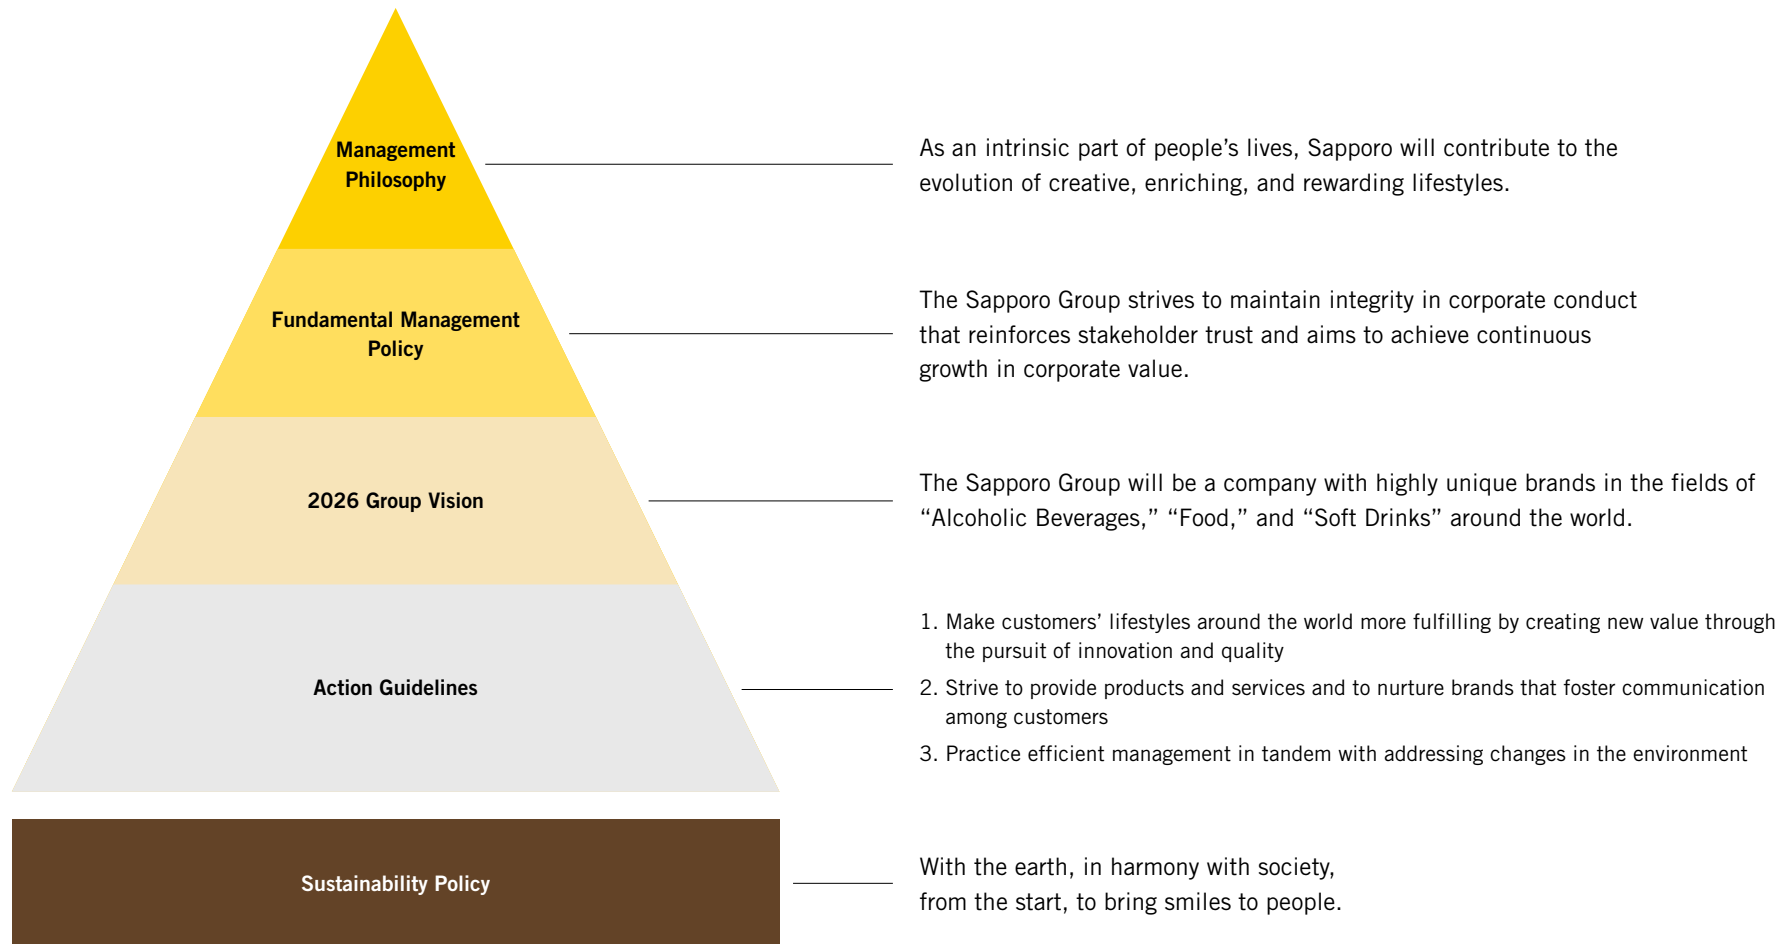 Management
Philosophy
As an intrinsic part of people’s lives, Sapporo will contribute to the
evolution of creative, enriching, and rewarding lifestyles.
Fundamental Management
Policy
The Sapporo Group strives to maintain integrity in corporate conduct
that reinforces stakeholder trust and aims to achieve continuous
growth in corporate value.
2026 Group Vision
The Sapporo Group will be a company with highly unique brands in the fields of
“Alcoholic Beverages,” “Food,” and “Soft Drinks” around the world.
Action Guidelines
1. Make customers’ lifestyles around the world more fulfilling by creating new value through
the pursuit of innovation and quality
2. Strive to provide products and services and to nurture brands that foster communication
among customers
3. Practice efficient management in tandem with addressing changes in the environment
Sustainability Policy
With the earth, in harmony with society,
from the start, to bring smiles to people.